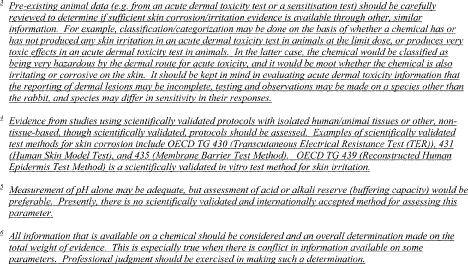 3 Pre-existing animal data (e.g. from an acute dermal toxicity test or a sensitisation test) should be carefully
reviewed to determine if sufficient skin corrosion/irritation evidence is available through other, similar
information. For example, classification/categorization may be done on the basis of whether a chemical has or
has not produced any skin irritation in an acute dermal toxicity test in animals at the limit dose, or produces very
toxic effects in an acute dermal toxicity test in animals. In the latter case, the chemical would be classified as
being very hazardous by the dermal route for acute toxicity, and it would be moot whether the chemical is also
irritating or corrosive on the skin. It should be kept in mind in evaluating acute dermal toxicity information that
the reporting of dermal lesions may be incomplete, testing and observations may be made on a species other than
the rabbit, and species may differ in sensitivity in their responses.
4 Evidence from studies using scientifically validated protocols with isolated human/animal tissues or other, non-
tissue-based, though scientifically validated, protocols should be assessed. Examples of scientifically validated
test methods for skin corrosion include OECD TG 430 (Transcutaneous Electrical Resistance Test (TER)), 431
(Human Skin Model Test), and 435 (Membrane Barrier Test Method). OECD TG 439 (Reconstructed Human
Epidermis Test Method) is a scientifically validated in vitro test method for skin irritation.
5 Measurement of pH alone may be adequate, but assessment of acid or alkali reserve (buffering capacity) would be
preferable. Presently, there is no scientifically validated and internationally accepted method for assessing this
parameter.
6 All information that is available on a chemical should be considered and an overall determination made on the
total weight of evidence. This is especially true when there is conflict in information available on some
parameters. Professional judgment should be exercised in making such a determination.